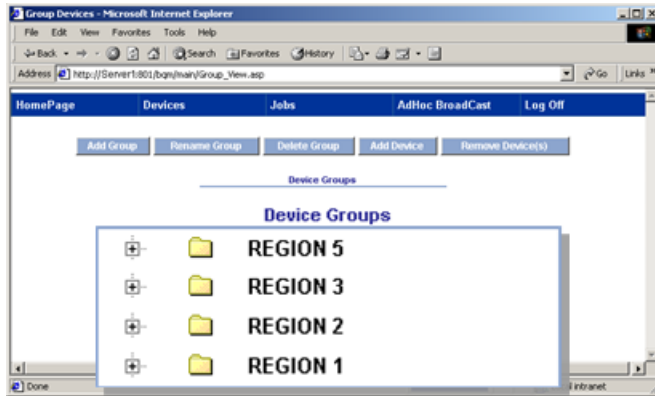 Group Devices - Microsoft Internet Explorer
File Edit View Favorites Tools Help
Back Search Favorites History
Address http://Server1:801/bqm/main/Group_View.asp Go Links
HomePage Devices Jobs AdHoc BroadCast Log Off
Add Group Rename Group Delete Group Add Device Remove Device(s)
Device Groups
Device Groups
REGION 5
REGION 3
REGION 2
REGION 1
Done intranet